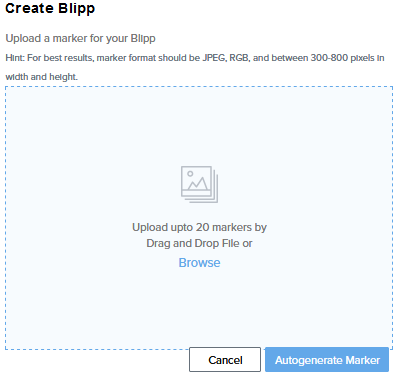 Create Blipp
Upload a marker for your Blipp
Hint: For best results, marker format should be JPEG, RGB, and between 300-800 pixels in
width and height.
Upload upto 20 markers by
Drag and Drop File or
Browse
Cancel Autogenerate Marker